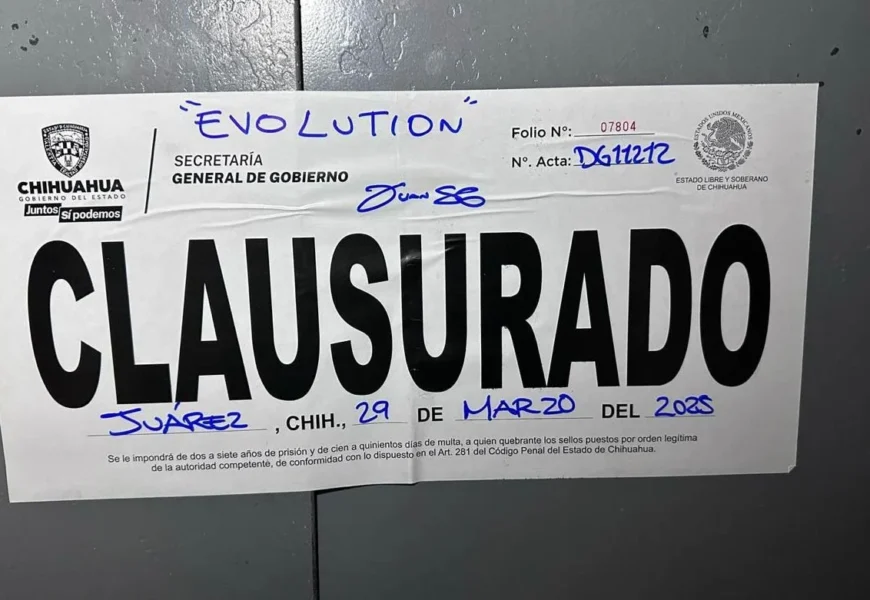 "EVOLUTION"
CHIHUAHUA
GOBIERNO DEL ESTADO
Juntos Sí podemos
SECRETARÍA
GENERAL DE GOBIERNO
Folio Nº: 07804
Nº. Acta: DG11212
ESTADOS UNIDOS MEXICANOS
ESTADO LIBRE Y SOBERANO
DE CHIHUAHUA
CLAUSURADO
JUÁREZ, CHIH., 29 DE MARZO DEL 2025
Se le impondrá de dos a siete años de prisión y de cien a quinientos días de multa, a quien quebrante los sellos puestos por orden legítima
de la autoridad competente, de conformidad con lo dispuesto en el Art. 281 del Código Penal del Estado de Chihuahua.